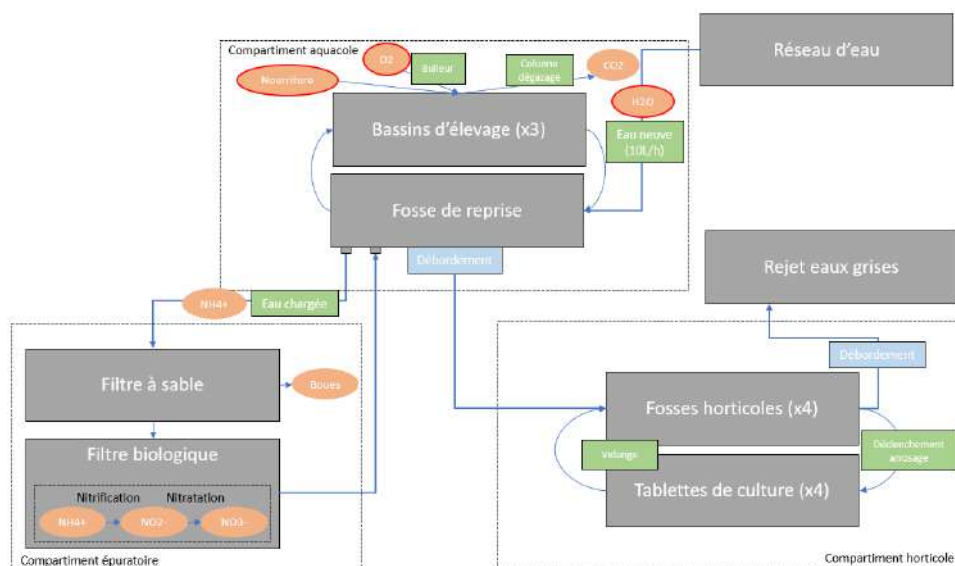 Compartiment aquacole
O2
Bulleur
Colonne
dégazage
CO2
Réseau d'eau
Nourriture
H2O
Bassins d'élevage (x3)
Eau neuve
(10L/h)
Fosse de reprise
Débordement
Rejet eaux grises
NH4+
Eau chargée
Débordement
Filtre à sable
Boues
Fosses horticoles (x4)
Filtre biologique
Vidange
Déclenchement
arrosage
Nitrification Nitratation
Tablettes de culture (x4)
NH4+
NO2-
NO3-
Compartiment épuratoire
Compartiment horticole